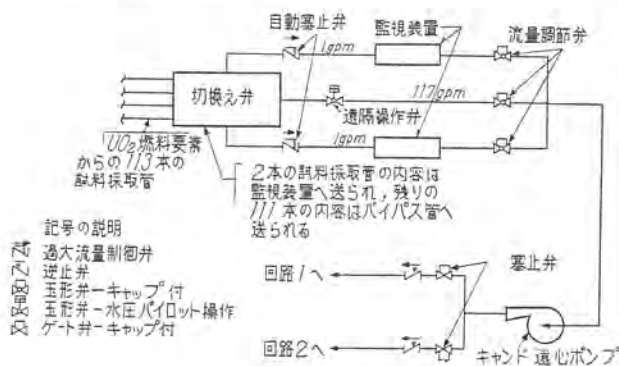 自動塞止弁
監視装置
流量調節弁
1gpm
切換え弁
117gpm
遠隔操作弁
1gpm
UO₂燃料要素
からの113本の
試料採取管
2本の試料採取管の内容は
監視装置へ送られ,残りの
111本の内容はバイパス管へ
送られる
記号の説明
過大流量制御弁
逆止弁
玉形弁ーキャップ付
玉形弁ー水圧パイロット操作
ゲート弁ーキャップ付
塞止弁
回路1へ
回路2へ
キャンド遠心ポンプ